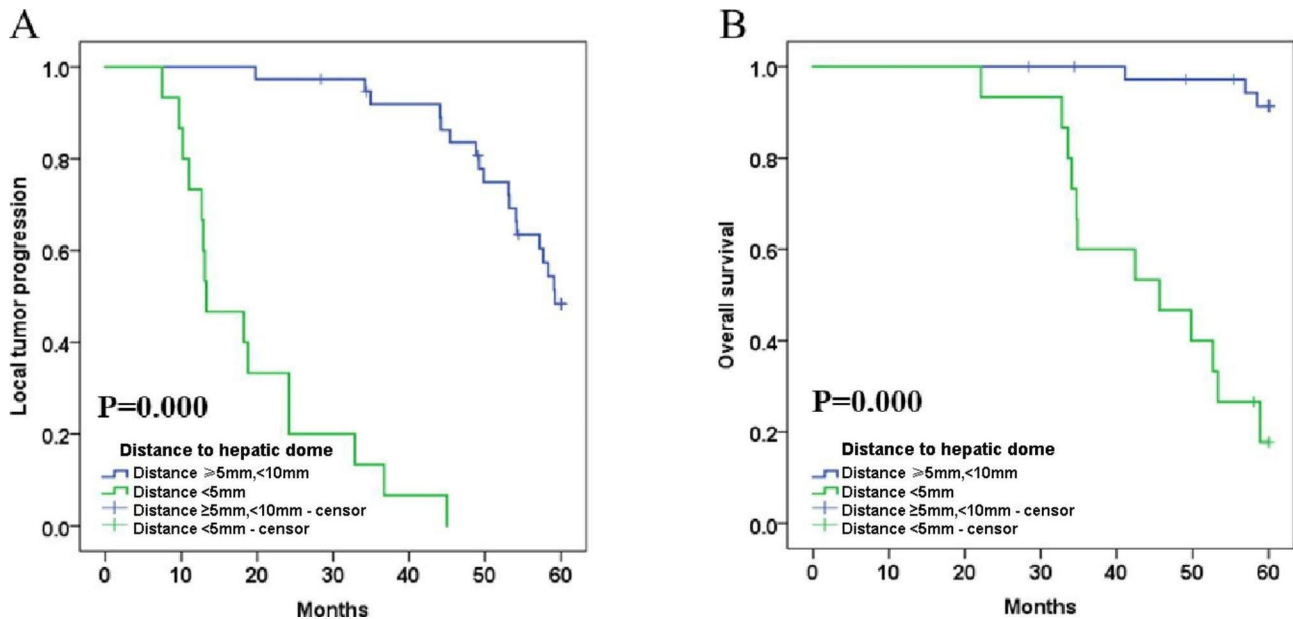 A
Local tumor progression
1.0
0.8
0.6
0.4
0.2
0.0
P=0.000
Distance to hepatic dome
Distance ⩾5mm,<10mm
Distance <5mm
Distance ≥5mm,<10mm - censor
Distance <5mm - censor
0 10 20 30 40 50 60
Months
B
Overall survival
1.0
0.8
0.6
0.4
0.2
0.0
P=0.000
Distance to hepatic dome
Distance ⩾5mm,<10mm
Distance <5mm
Distance ≥5mm,<10mm - censor
Distance <5mm - censor
0 10 20 30 40 50 60
Months